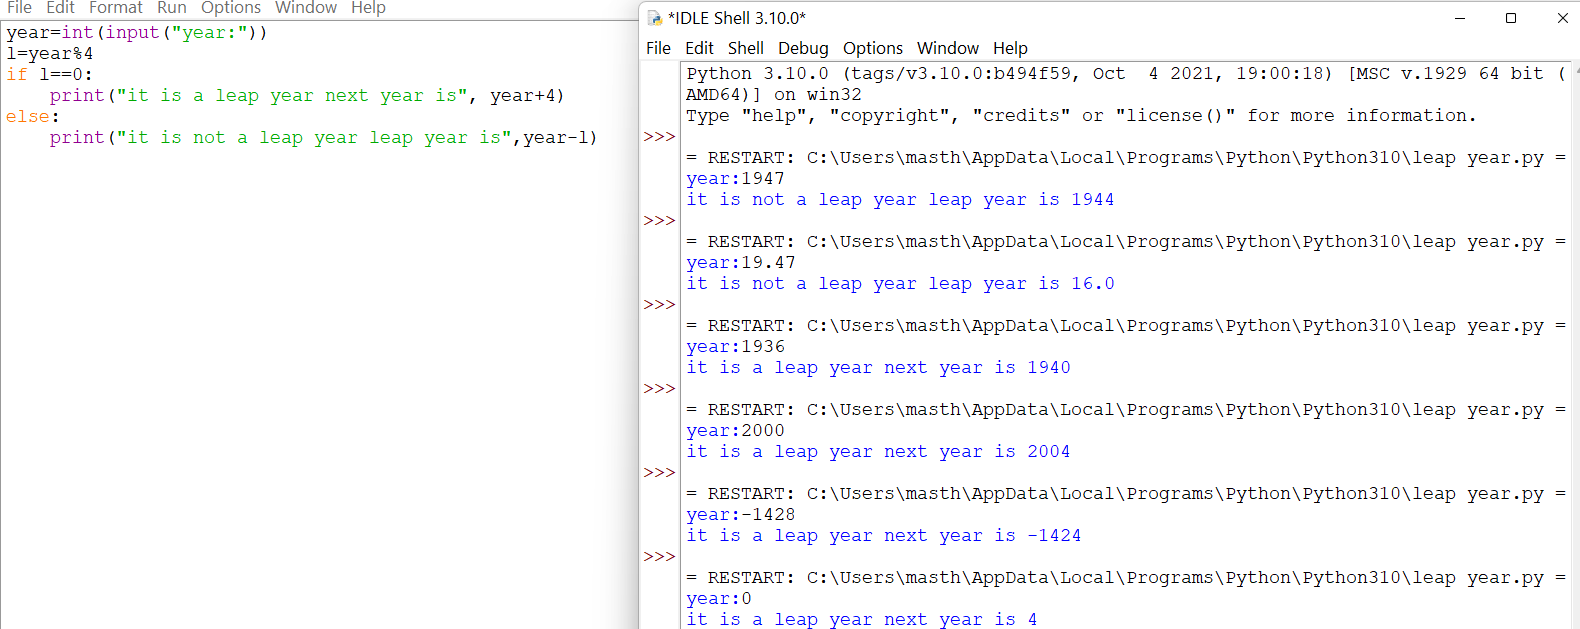 File Edit Format Run Options Window Help
year=int(input("year:"))
l=year%4
if l==0:
    print("it is a leap year next year is", year+4)
else:
    print("it is not a leap year leap year is",year-l)
*IDLE Shell 3.10.0*
File Edit Shell Debug Options Window Help
Python 3.10.0 (tags/v3.10.0:b494f59, Oct  4 2021, 19:00:18) [MSC v.1929 64 bit (
AMD64)] on win32
Type "help", "copyright", "credits" or "license()" for more information.
>>>
= RESTART: C:\Users\masth\AppData\Local\Programs\Python\Python310\leap year.py =
year:1947
it is not a leap year leap year is 1944
>>>
= RESTART: C:\Users\masth\AppData\Local\Programs\Python\Python310\leap year.py =
year:19.47
it is not a leap year leap year is 16.0
>>>
= RESTART: C:\Users\masth\AppData\Local\Programs\Python\Python310\leap year.py =
year:1936
it is a leap year next year is 1940
>>>
= RESTART: C:\Users\masth\AppData\Local\Programs\Python\Python310\leap year.py =
year:2000
it is a leap year next year is 2004
>>>
= RESTART: C:\Users\masth\AppData\Local\Programs\Python\Python310\leap year.py =
year:-1428
it is a leap year next year is -1424
>>>
= RESTART: C:\Users\masth\AppData\Local\Programs\Python\Python310\leap year.py =
year:0
it is a leap year next year is 4